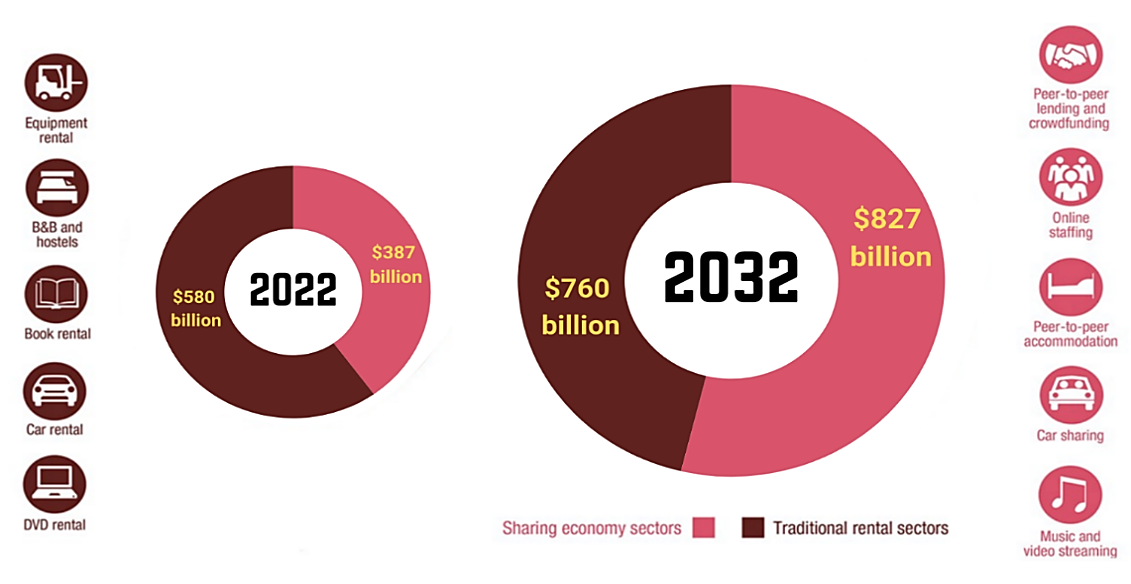 Equipment
rental
B&B and
hostels
Book rental
Car rental
DVD rental
2022
$387
billion
$580
billion
2032
$827
billion
$760
billion
Sharing economy sectors
Traditional rental sectors
Peer-to-peer
lending and
crowdfunding
Online
staffing
Peer-to-peer
accommodation
Car sharing
Music and
video streaming